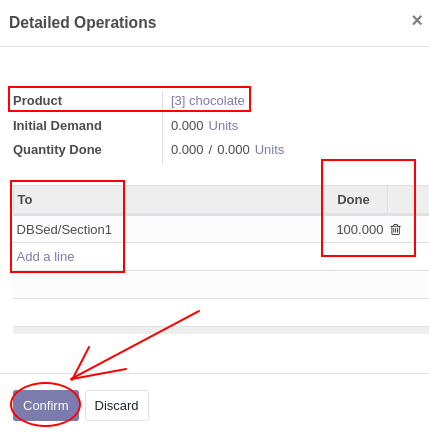 Detailed Operations ×
Product [3] chocolate
Initial Demand 0.000 Units
Quantity Done 0.000 / 0.000 Units
To Done
DBSed/Section1 100.000
Add a line
Confirm Discard